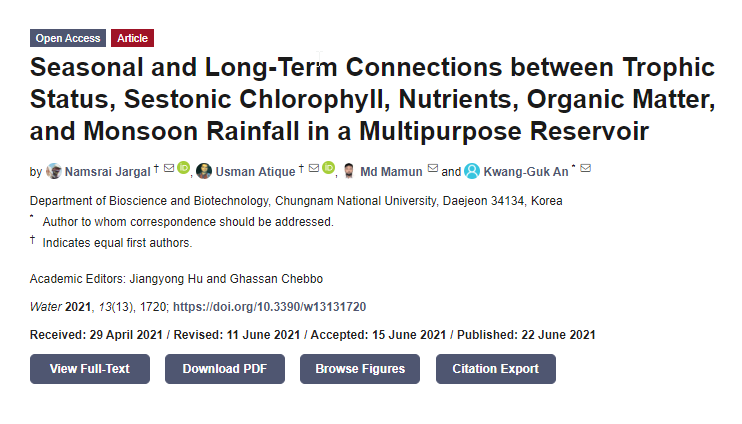 Open Access Article
Seasonal and Long-Term Connections between Trophic
Status, Sestonic Chlorophyll, Nutrients, Organic Matter,
and Monsoon Rainfall in a Multipurpose Reservoir
by Namsrai Jargal † iD, Usman Atique † iD, Md Mamun and Kwang-Guk An *
Department of Bioscience and Biotechnology, Chungnam National University, Daejeon 34134, Korea
* Author to whom correspondence should be addressed.
† Indicates equal first authors.
Academic Editors: Jiangyong Hu and Ghassan Chebbo
Water 2021, 13(13), 1720; https://doi.org/10.3390/w13131720
Received: 29 April 2021 / Revised: 11 June 2021 / Accepted: 15 June 2021 / Published: 22 June 2021
View Full-Text Download PDF Browse Figures Citation Export